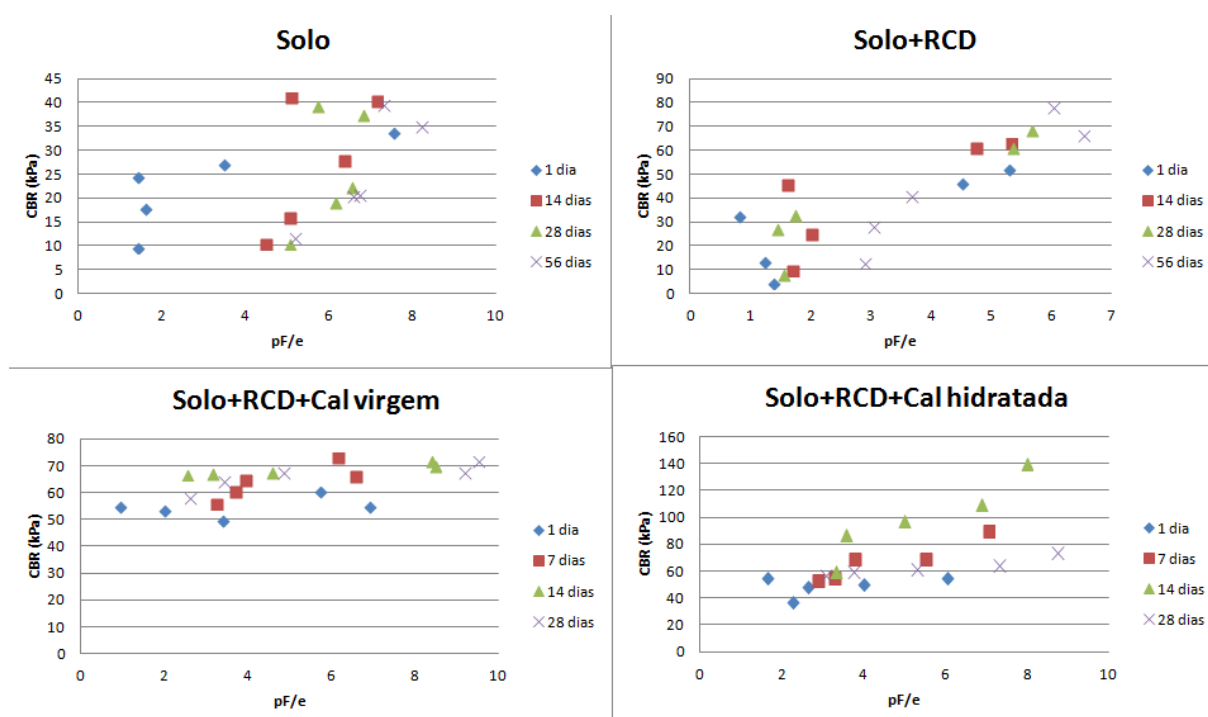 Solo
45
40
35
30
25
20
15
10
5
0
CBR (kPa)
0 2 4 6 8 10
pF/e
1 dia
14 dias
28 dias
56 dias
Solo+RCD
90
80
70
60
50
40
30
20
10
0
CBR (kPa)
0 1 2 3 4 5 6 7
pF/e
1 dia
14 dias
28 dias
56 dias
Solo+RCD+Cal virgem
80
70
60
50
40
30
20
10
0
CBR (kPa)
0 2 4 6 8 10
pF/e
1 dia
7 dias
14 dias
28 dias
Solo+RCD+Cal hidratada
160
140
120
100
80
60
40
20
0
CBR (kPa)
0 2 4 6 8 10
pF/e
1 dia
7 dias
14 dias
28 dias